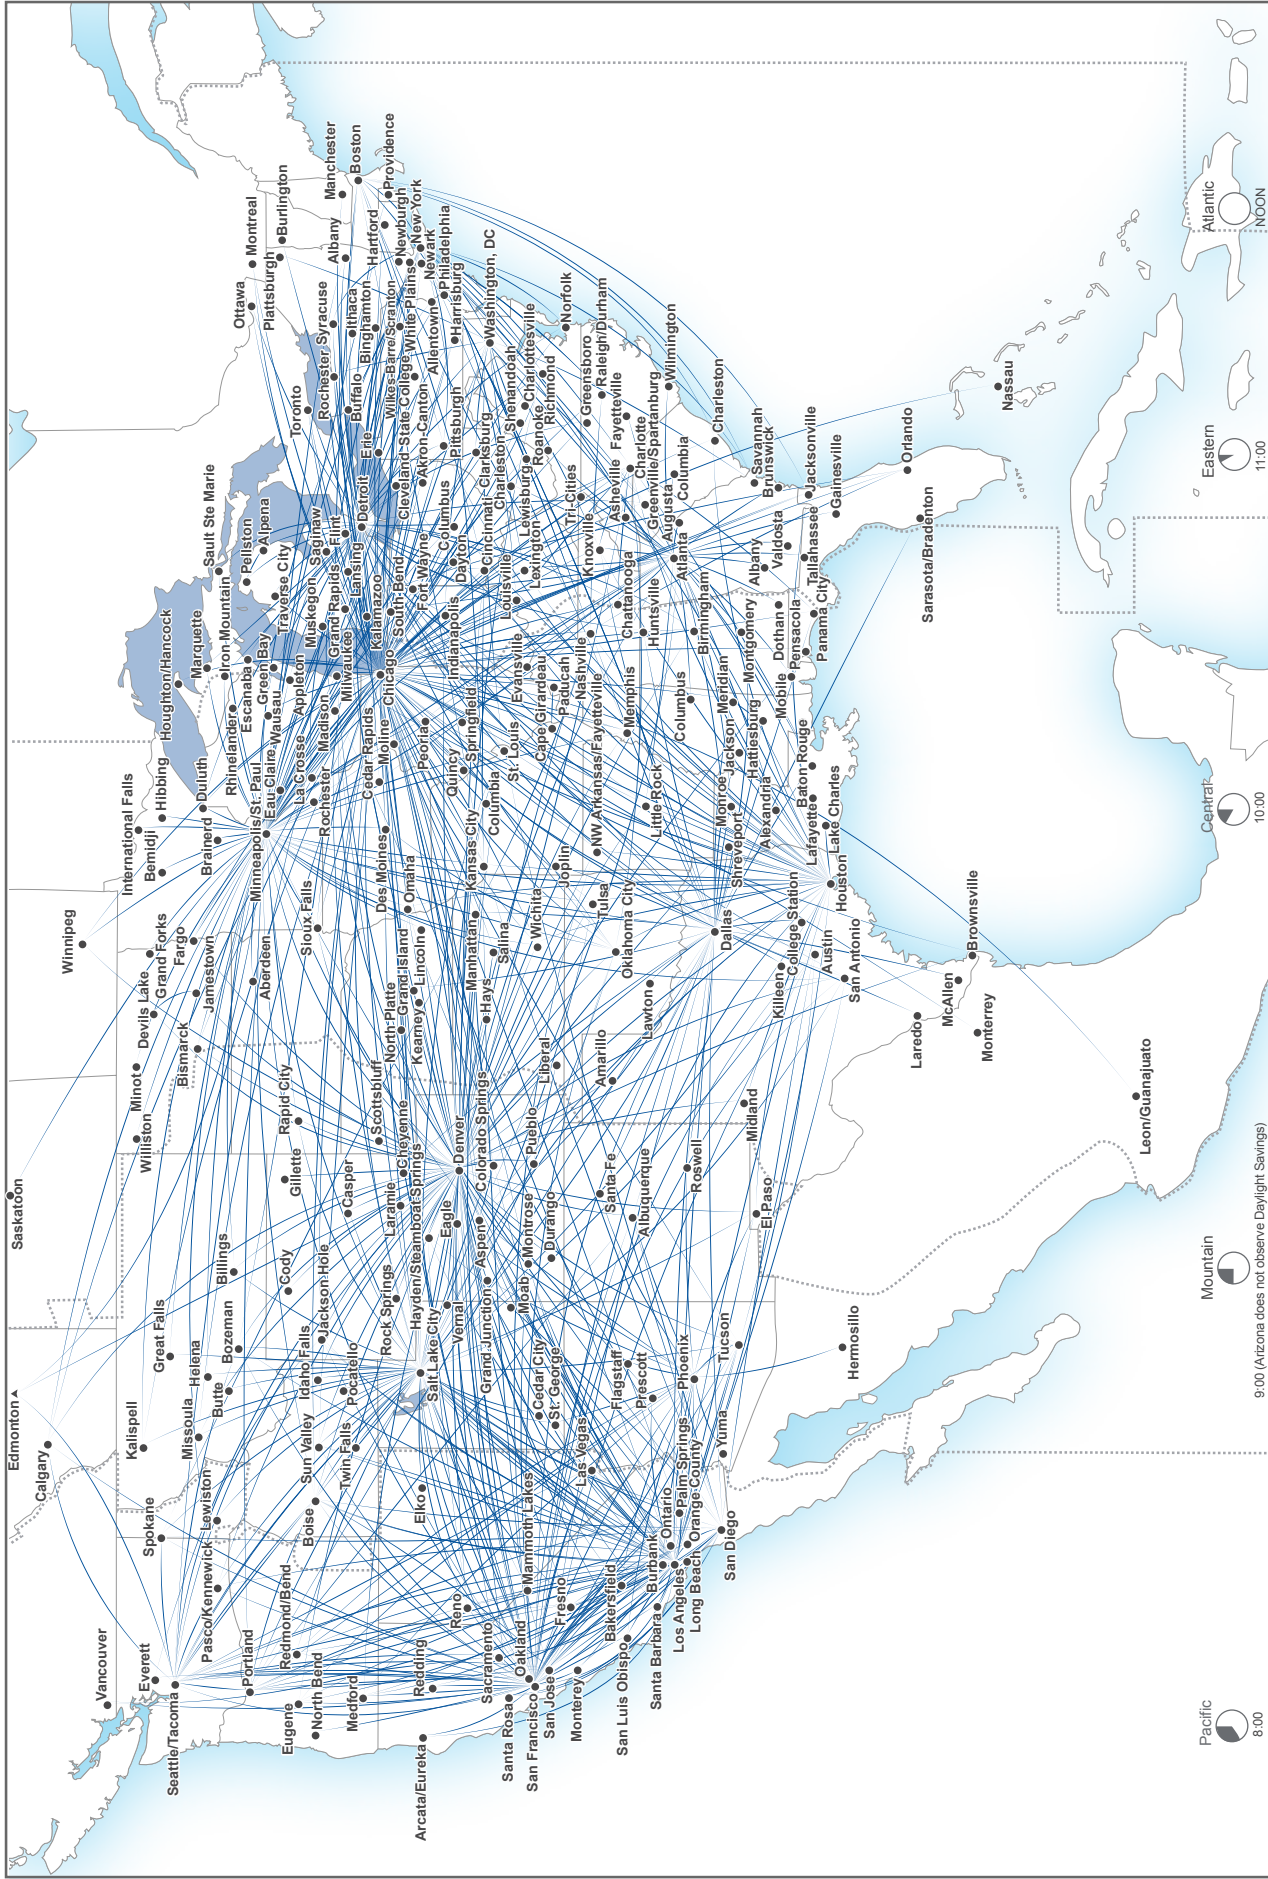 Edmonton
Calgary
Saskatoon
Winnipeg
Vancouver
Everett
Seattle/Tacoma
Spokane
Kalispell
Great Falls
Missoula
Helena
Butte
Bozeman
Billings
Lewiston
Pasco/Kennewick
Portland
Redmond/Bend
Eugene
North Bend
Medford
Boise
Sun Valley
Twin Falls
Idaho Falls
Pocatello
Jackson Hole
Cody
Gillette
Casper
Rapid City
Williston
Minot
Bismarck
Devils Lake
Grand Forks
Fargo
Jamestown
Aberdeen
Sioux Falls
International Falls
Bemidji
Hibbing
Brainerd
Duluth
Minneapolis/St. Paul
Eau Claire
La Crosse
Rochester
Houghton/Hancock
Marquette
Iron Mountain
Rhinelander
Escanaba
Green Bay
Wausau
Appleton
Madison
Milwaukee
Sault Ste Marie
Pellston
Alpena
Traverse City
Saginaw
Flint
Muskegon
Grand Rapids
Lansing
Kalamazoo
Detroit
South Bend
Fort Wayne
Chicago
Cedar Rapids
Moline
Des Moines
Omaha
Peoria
Springfield
Quincy
Columbia
St. Louis
Cape Girardeau
Paducah
Evansville
Indianapolis
Louisville
Lexington
Cincinnati
Dayton
Columbus
Cleveland
Akron-Canton
Erie
Toronto
Ottawa
Montreal
Plattsburgh
Burlington
Manchester
Boston
Providence
Albany
Hartford
Newburgh
New York
Newark
White Plains
Philadelphia
Harrisburg
Allentown
Wilkes-Barre/Scranton
State College
Binghamton
Ithaca
Syracuse
Rochester
Buffalo
Pittsburgh
Clarksburg
Charleston
Lewisburg
Shenandoah
Charlottesville
Roanoke
Richmond
Washington, DC
Norfolk
Greensboro
Raleigh/Durham
Fayetteville
Wilmington
Charlotte
Asheville
Greenville/Spartanburg
Columbia
Tri-Cities
Knoxville
Chattanooga
Augusta
Atlanta
Charleston
Savannah
Brunswick
Jacksonville
Gainesville
Orlando
Sarasota/Bradenton
Nassau
Albany
Valdosta
Tallahassee
Panama City
Dothan
Pensacola
Mobile
Montgomery
Birmingham
Huntsville
Nashville
Memphis
Columbus
Meridian
Jackson
Hattiesburg
Baton Rouge
Lafayette
Lake Charles
Alexandria
Monroe
Shreveport
Little Rock
NW Arkansas/Fayetteville
Joplin
Tulsa
Kansas City
Manhattan
Salina
Wichita
Hays
Liberal
Oklahoma City
Lawton
Amarillo
Dallas
Houston
College Station
Killeen
Austin
San Antonio
Laredo
McAllen
Brownsville
Monterrey
Leon/Guanajuato
Midland
El Paso
Roswell
Albuquerque
Santa Fe
Lincoln
Grand Island
Kearney
North Platte
Scottsbluff
Cheyenne
Laramie
Denver
Colorado Springs
Pueblo
Hayden/Steamboat Springs
Eagle
Aspen
Montrose
Durango
Grand Junction
Moab
Vernal
Rock Springs
Salt Lake City
Cedar City
St. George
Elko
Reno
Las Vegas
Flagstaff
Prescott
Phoenix
Tucson
Yuma
Hermosillo
Arcata/Eureka
Redding
Sacramento
Santa Rosa
Oakland
San Francisco
San Jose
Monterey
Fresno
Mammoth Lakes
San Luis Obispo
Bakersfield
Santa Barbara
Burbank
Los Angeles
Long Beach
Ontario
Palm Springs
Orange County
San Diego
Pacific
8:00
Mountain
9:00 (Arizona does not observe Daylight Savings)
Central
10:00
Eastern
11:00
Atlantic
NOON